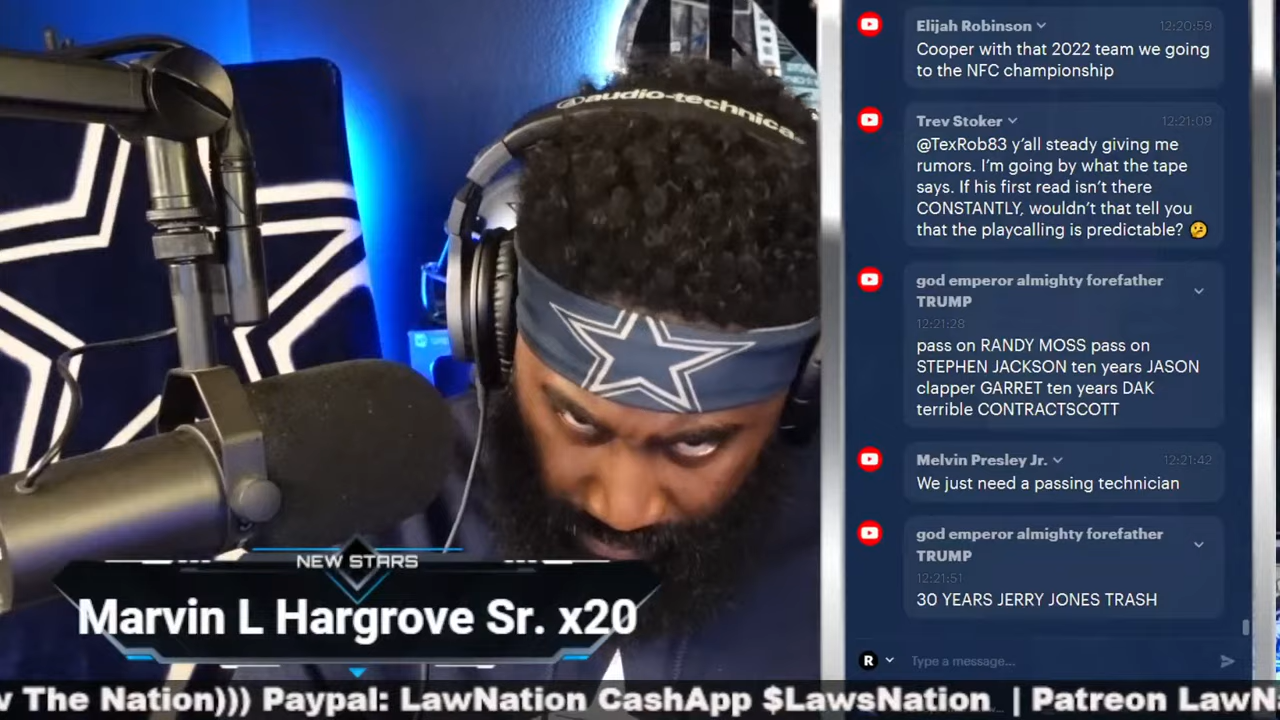 audio-technica
NEW STARS
Marvin L Hargrove Sr. x20
Elijah Robinson
12:20:59
Cooper with that 2022 team we going
to the NFC championship
Trev Stoker
12:21:09
@TexRob83 y'all steady giving me
rumors. I'm going by what the tape
says. If his first read isn't there
CONSTANTLY, wouldn't that tell you
that the playcalling is predictable? 🤔
god emperor almighty forefather
TRUMP
12:21:28
pass on RANDY MOSS pass on
STEPHEN JACKSON ten years JASON
clapper GARRET ten years DAK
terrible CONTRACTSCOTT
Melvin Presley Jr.
12:21:42
We just need a passing technician
god emperor almighty forefather
TRUMP
12:21:51
30 YEARS JERRY JONES TRASH
R
Type a message...
The Nation))) Paypal: LawNation CashApp $LawsNation | Patreon LawN